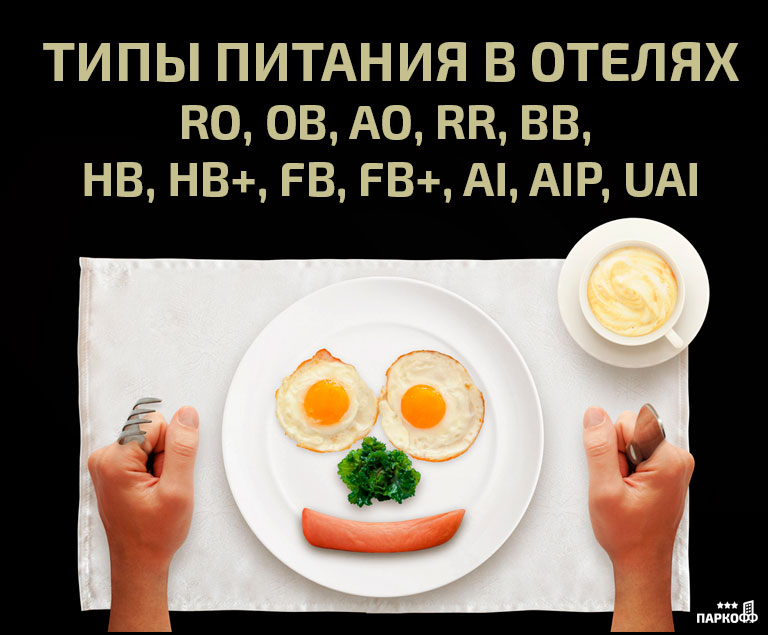 ТИПЫ ПИТАНИЯ В ОТЕЛЯХ
RO, OB, AO, RR, BB,
HB, HB+, FB, FB+, AI, AIP, UAI
ПАРКОФФ